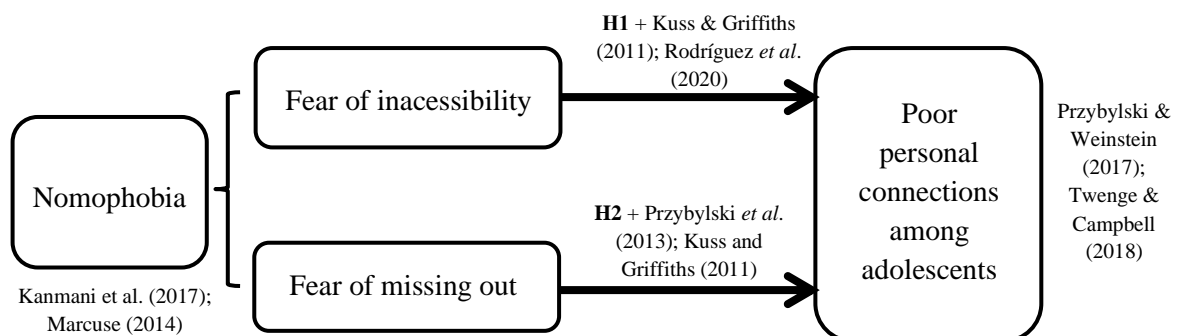 Nomophobia
Kanmani et al. (2017);
Marcuse (2014)
Fear of inacessibility
Fear of missing out
H1 + Kuss & Griffiths
(2011); Rodríguez et al.
(2020)
H2 + Przybylski et al.
(2013); Kuss and
Griffiths (2011)
Poor
personal
connections
among
adolescents
Przybylski &
Weinstein
(2017);
Twenge &
Campbell
(2018)